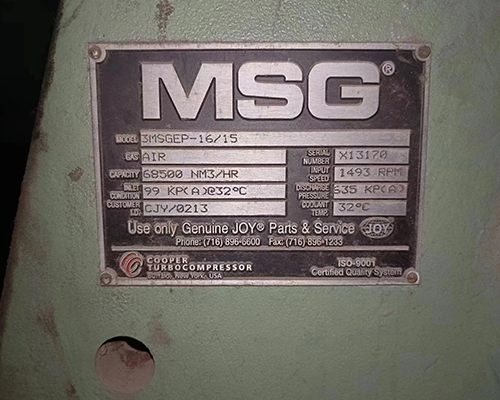 MSG®
MODEL 3MSGEP-16/15
GAS AIR SERIAL NUMBER X13170
CAPACITY 68500 NM3/HR INPUT SPEED 1493 RPM
INLET CONDITION 99 KP(A)@32°C DISCHARGE PRESSURE 635 KP(A)
CUSTOMER I.D. CJY/0213 COOLANT TEMP. 32°C
Use only Genuine JOY® Parts & Service JOY
Phone: (716) 896-6600 Fax: (716) 896-1233
COOPER TURBOCOMPRESSOR
Buffalo, New York, USA
ISO-9001
Certified Quality System